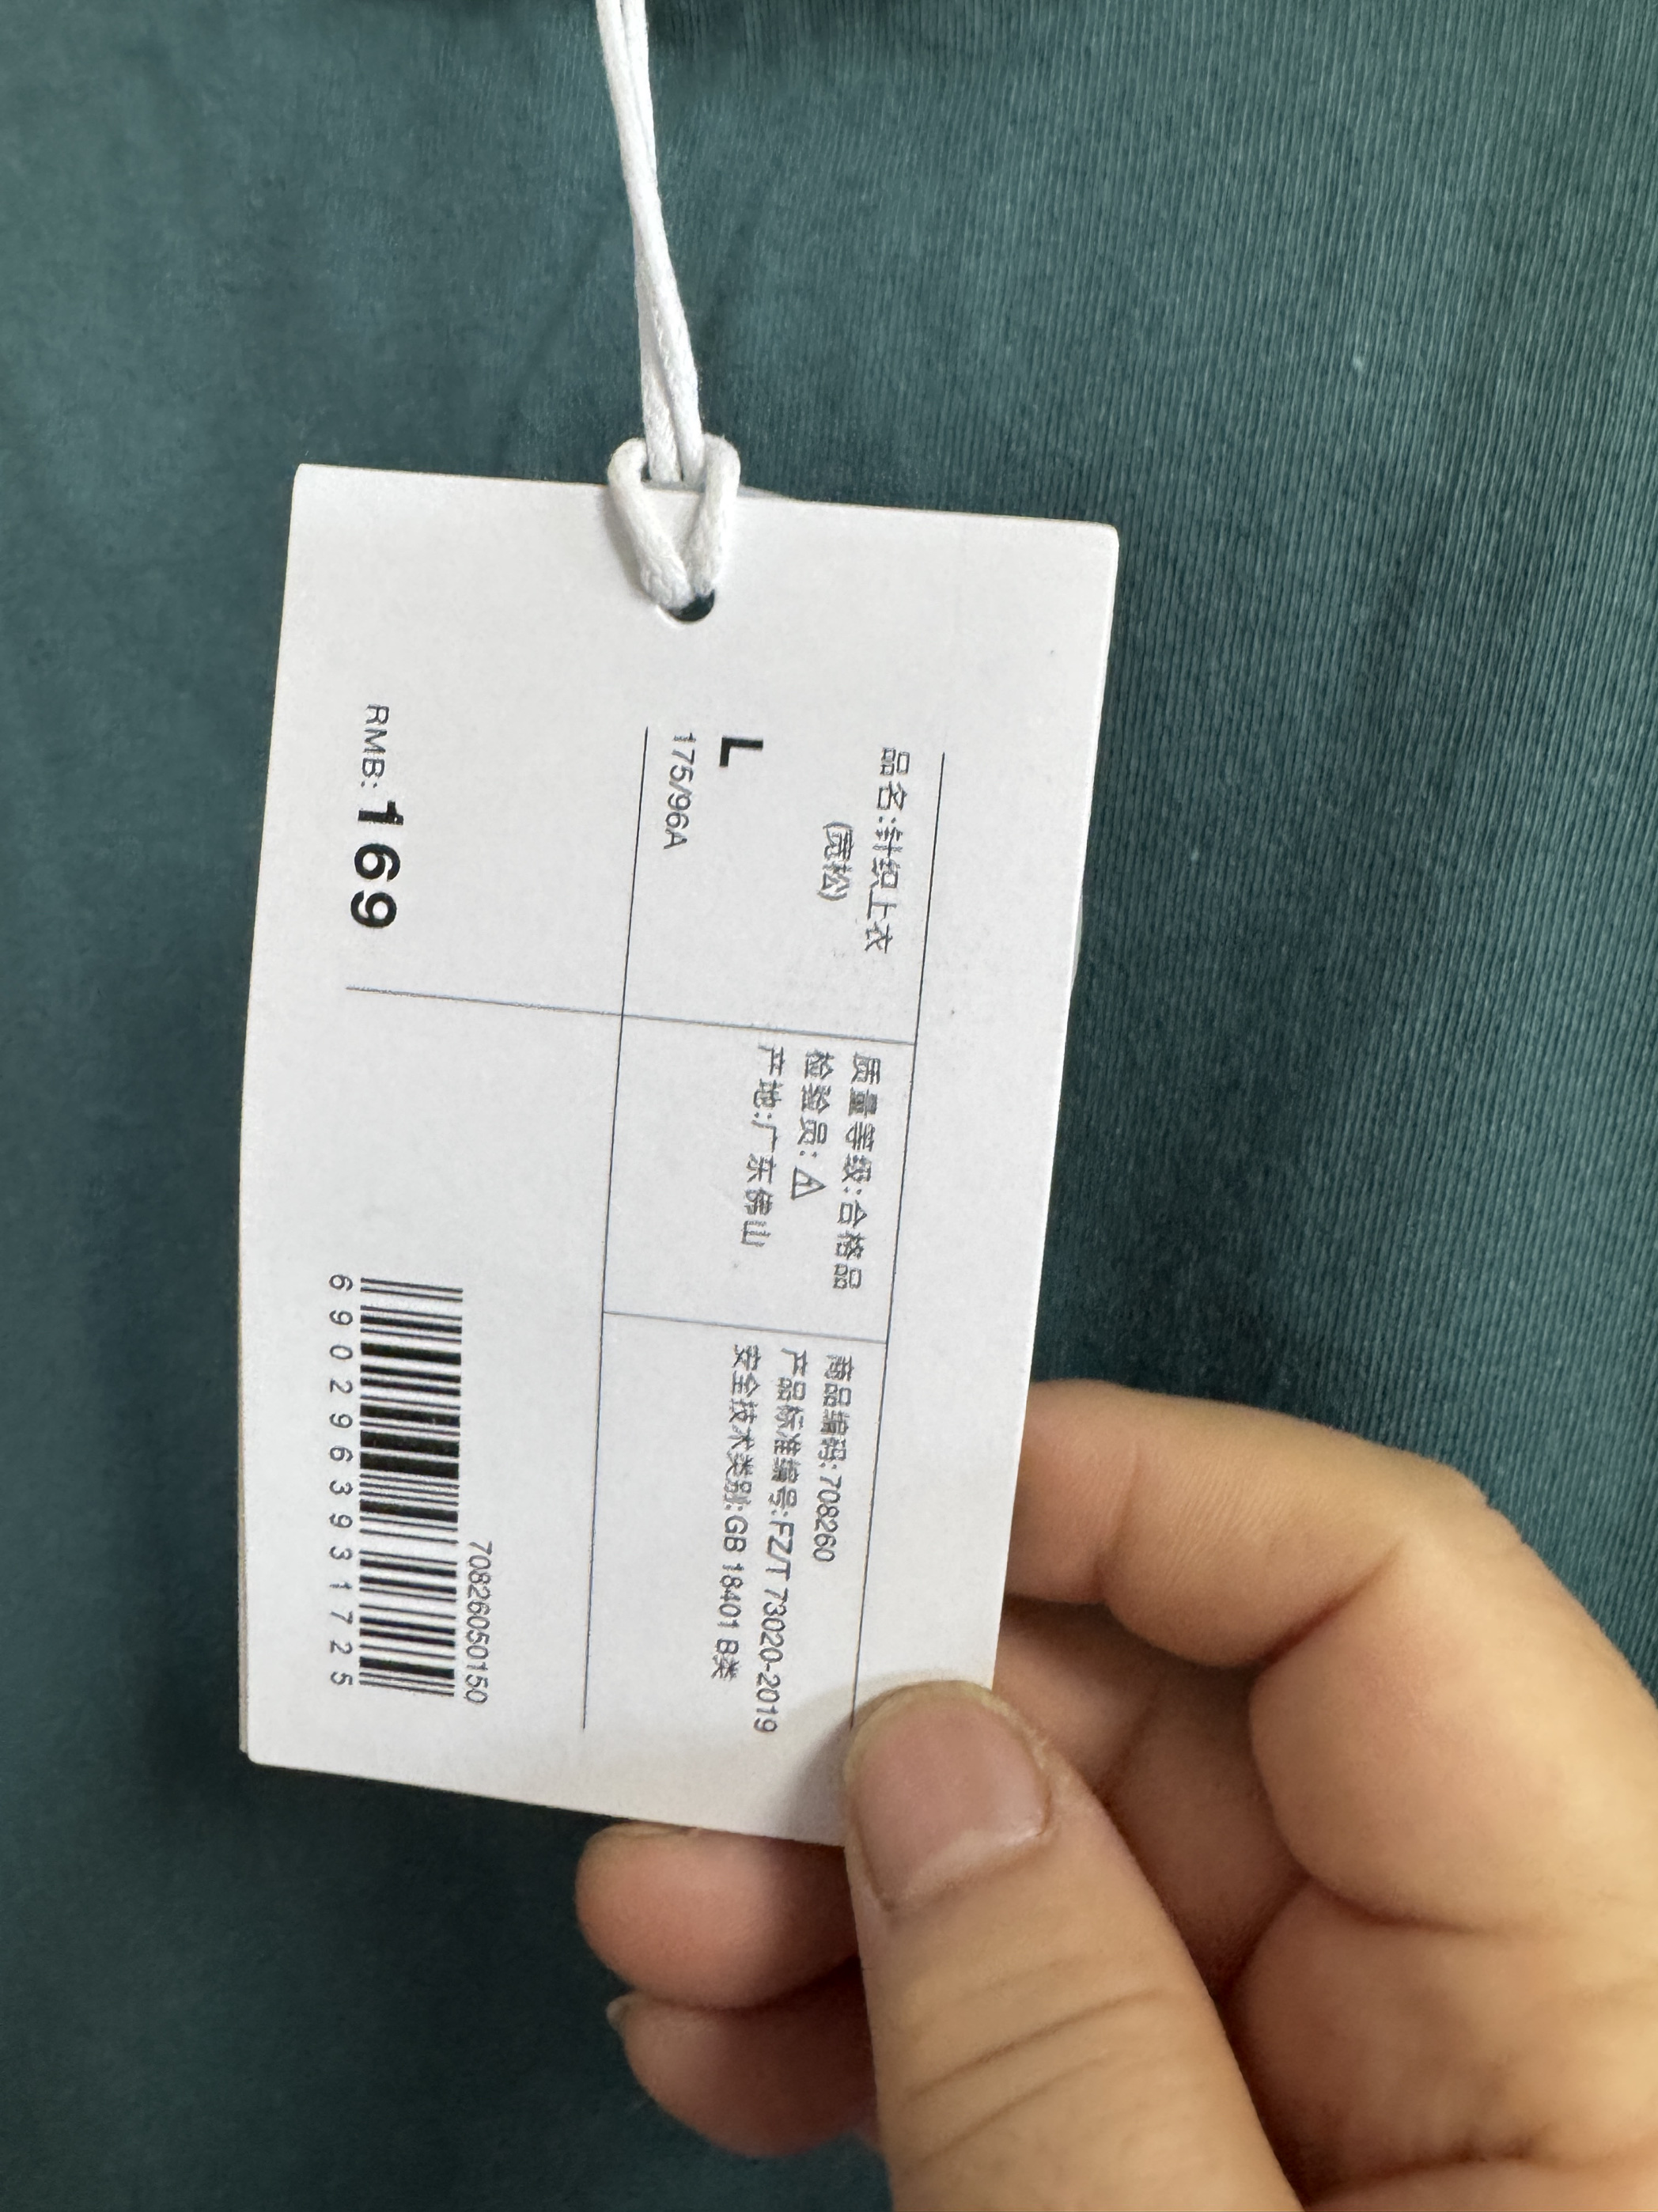 品名:针织上衣
(宽松)
L
175/96A
质量等级:合格品
检验员: A
产地:广东佛山
商品编码:708260
产品标准编号:FZ/T 73020-2019
安全技术类别:GB 18401 B类
RMB: 169
70826050150
6902963931725